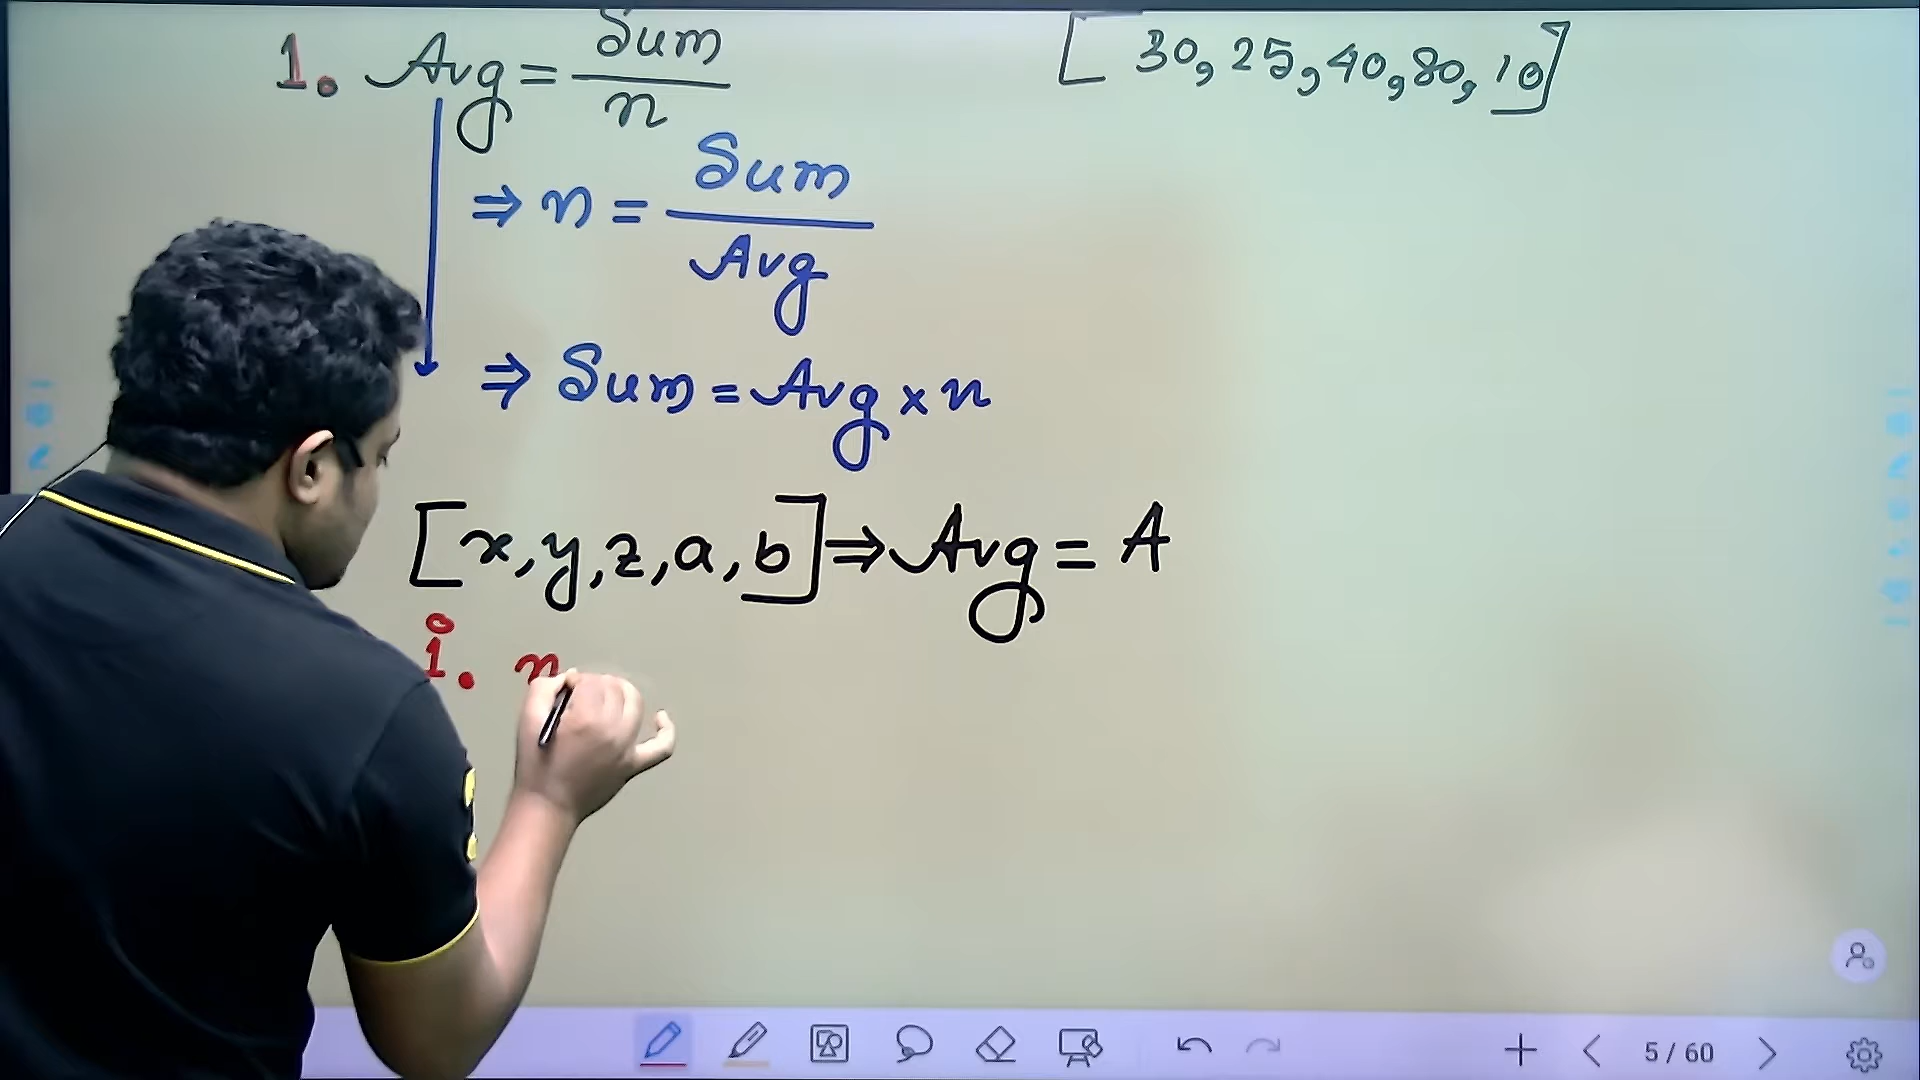 1. Avg = Sum / n
[30, 25, 40, 80, 10]
⇒ n = Sum / Avg
⇒ Sum = Avg × n
[x, y, z, a, b] ⇒ Avg = A
i. n
5 / 60